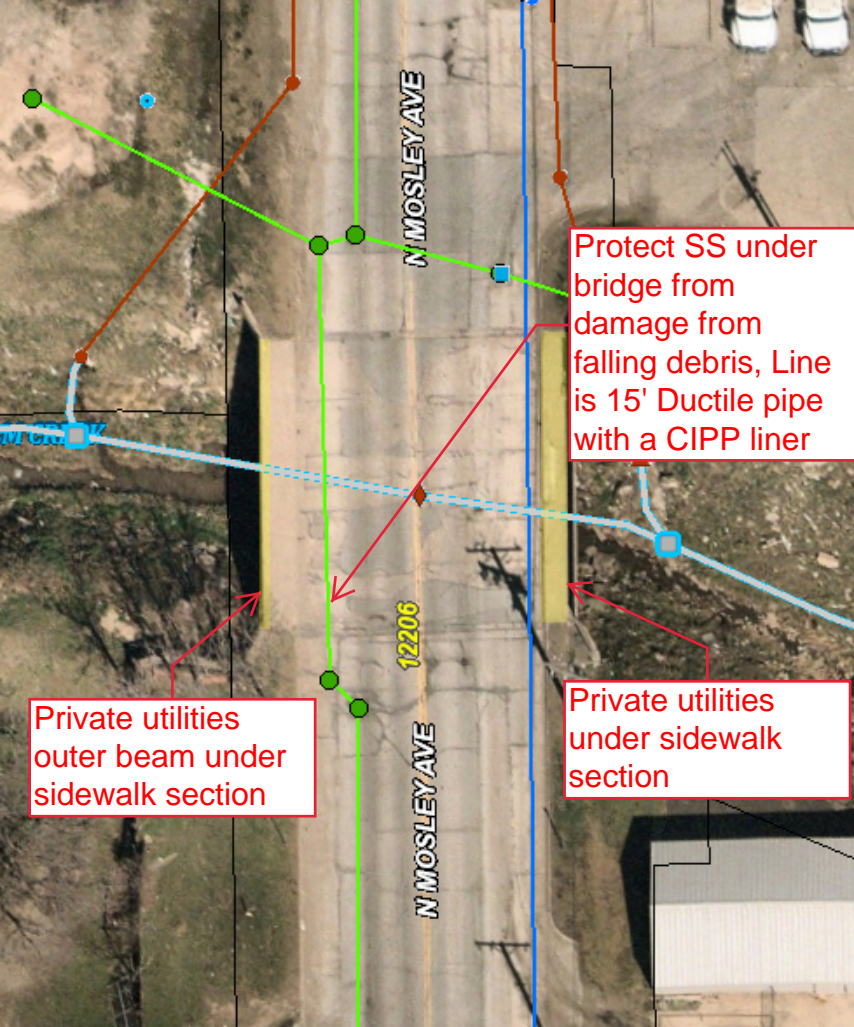 N MOSLEY AVE
Protect SS under
bridge from
damage from
falling debris, Line
is 15' Ductile pipe
with a CIPP liner
12206
Private utilities
outer beam under
sidewalk section
Private utilities
under sidewalk
section
N MOSLEY AVE